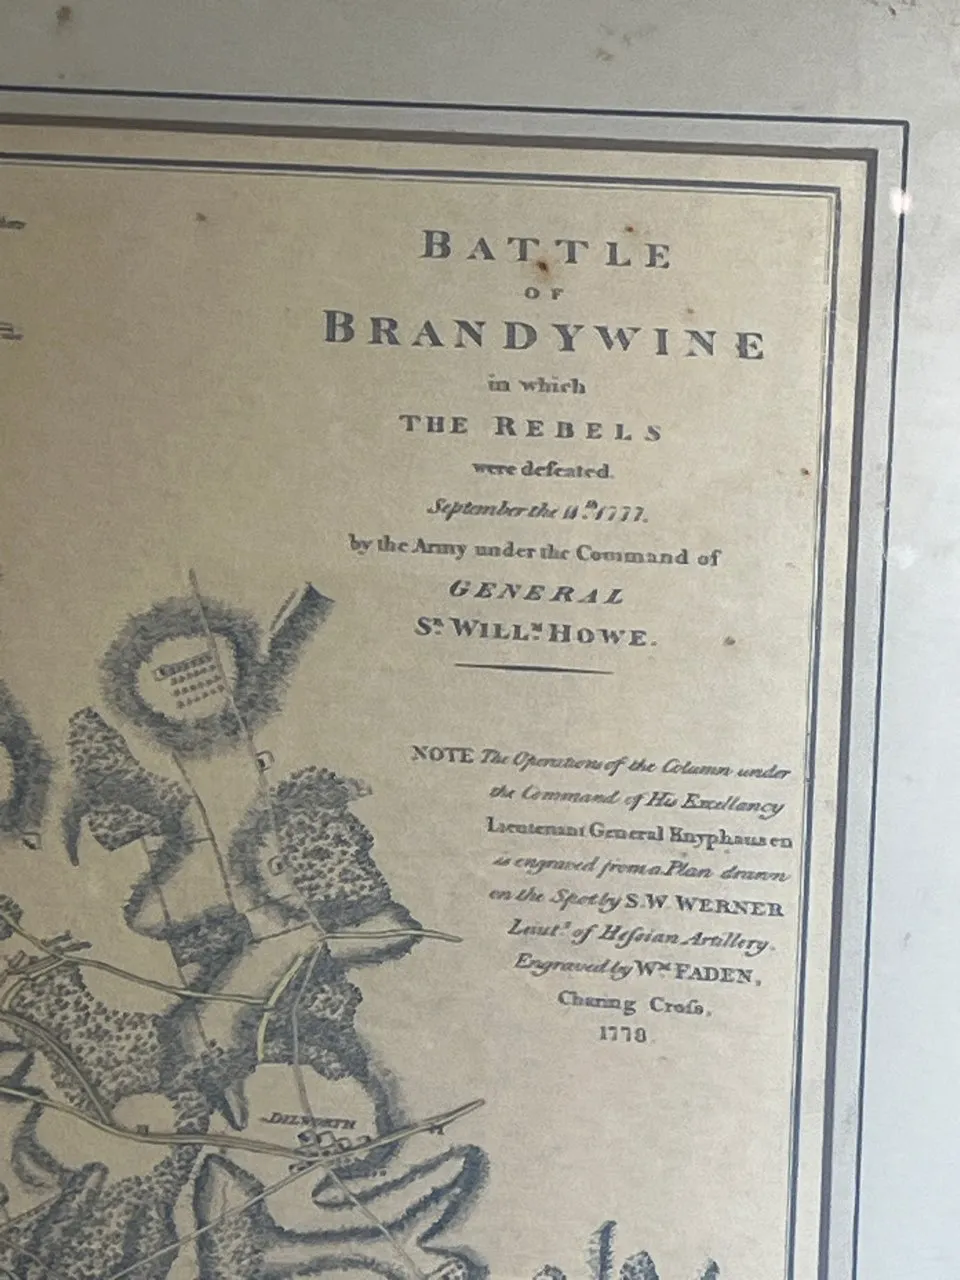 BATTLE
OF
BRANDYWINE
in which
THE REBELS
were defeated.
September the 11.th 1777.
by the Army under the Command of
GENERAL
Sr. WILLm. HOWE.
NOTE The Operations of the Column under
the Command of His Excellancy
Lieutenant General Knyphausen
is engraved from a Plan drawn
on the Spot by S.W. WERNER
Lieut.t of Heſsian Artillery.
Engraved by Wm. FADEN,
Charing Croſs,
1778
DILWORTH
H